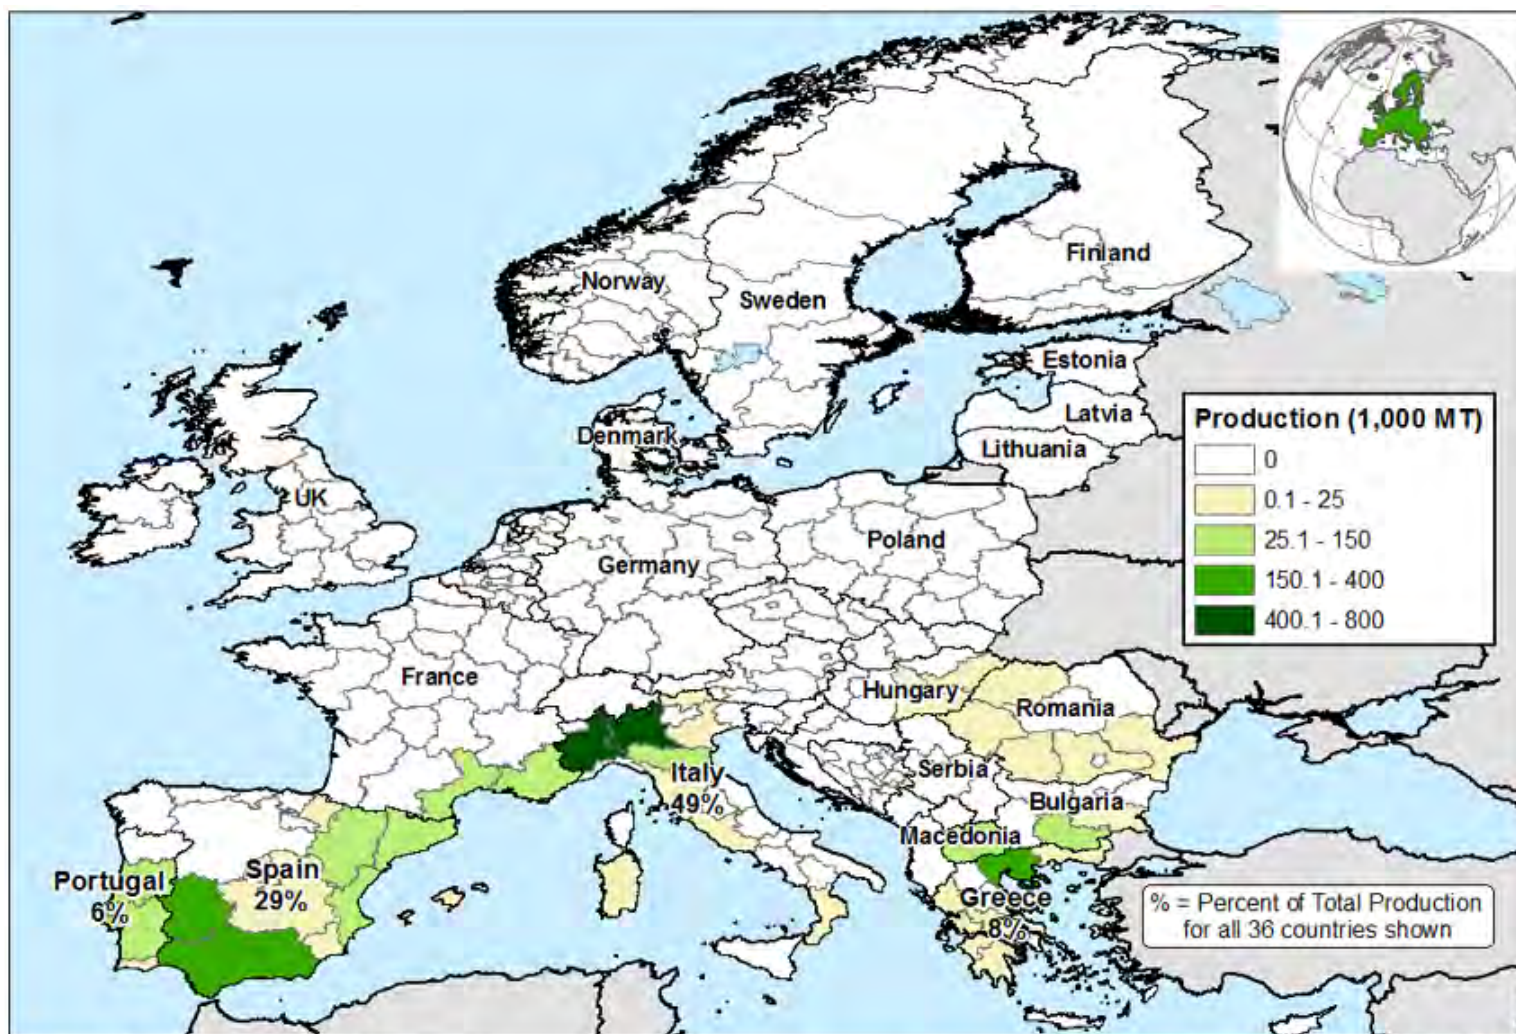 Norway
Sweden
Finland
Estonia
Latvia
Lithuania
Denmark
UK
Poland
Germany
France
Hungary
Romania
Serbia
Bulgaria
Macedonia
Italy
49%
Spain
29%
Portugal
6%
Greece
8%
Production (1,000 MT)
0
0.1 - 25
25.1 - 150
150.1 - 400
400.1 - 800
% = Percent of Total Production
for all 36 countries shown